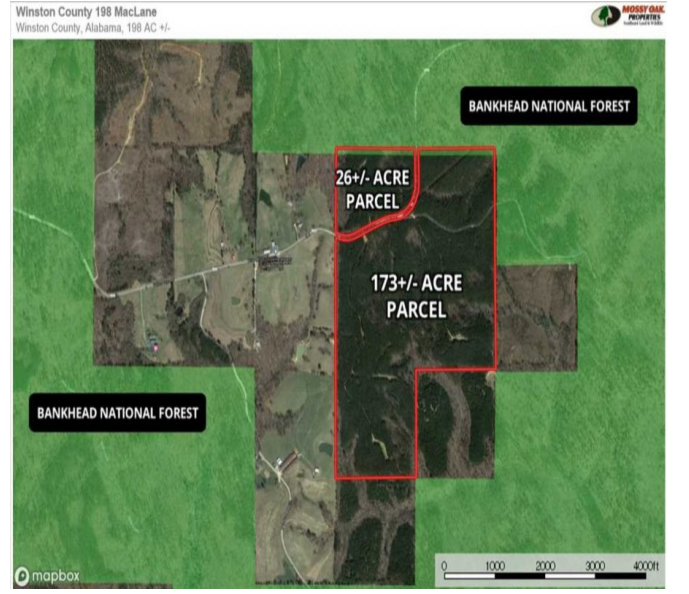 Winston County 198 MacLane
Winston County, Alabama, 198 AC +/-
MOSSY OAK
PROPERTIES
BANKHEAD NATIONAL FOREST
26+/- ACRE
PARCEL
173+/- ACRE
PARCEL
BANKHEAD NATIONAL FOREST
mapbox
0 1000 2000 3000 4000ft